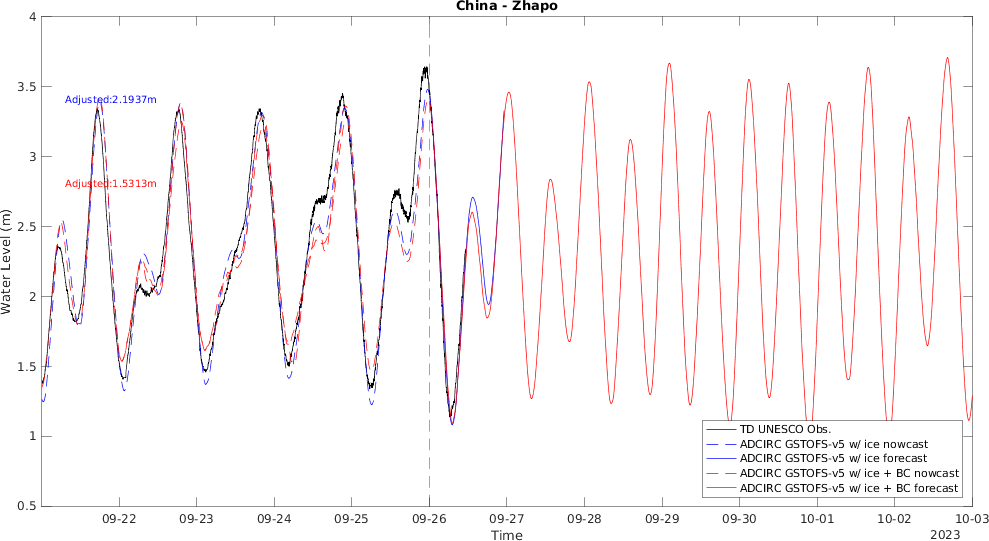 China - Zhapo
4
3.5
3
2.5
2
1.5
1
0.5
Water Level (m)
Adjusted:2.1937m
Adjusted:1.5313m
TD UNESCO Obs.
ADCIRC GSTOFS-v5 w/ ice nowcast
ADCIRC GSTOFS-v5 w/ ice forecast
ADCIRC GSTOFS-v5 w/ ice + BC nowcast
ADCIRC GSTOFS-v5 w/ ice + BC forecast
09-22 09-23 09-24 09-25 09-26 09-27 09-28 09-29 09-30 10-01 10-02 10-03
Time
2023